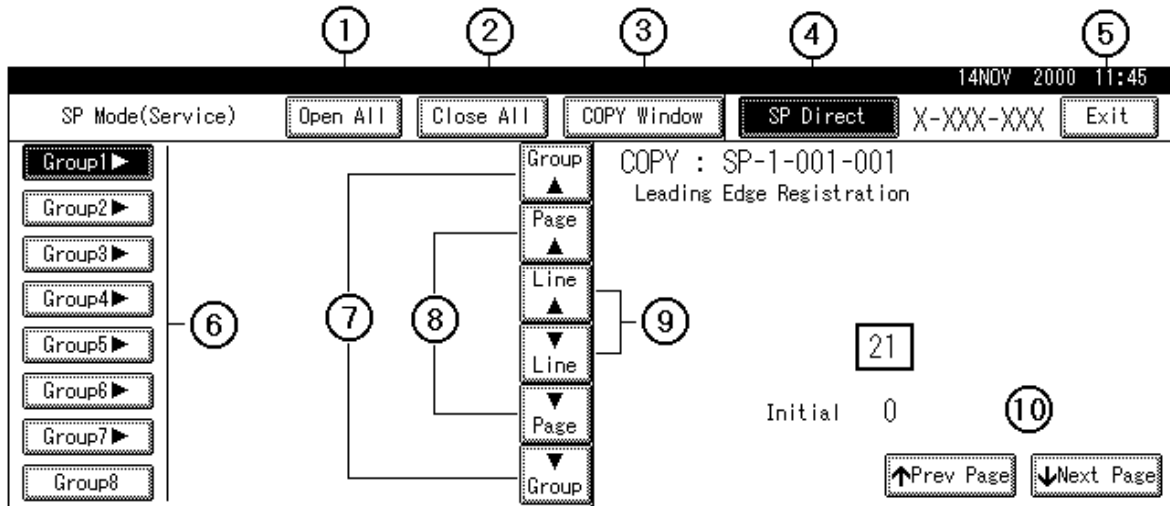 ① ② ③ ④ ⑤
14NOV 2000 11:45
SP Mode(Service) Open All Close All COPY Window SP Direct X-XXX-XXX Exit
Group1▶
Group2▶
Group3▶
Group4▶
Group5▶
Group6▶
Group7▶
Group8
⑥
⑦
⑧
Group
▲
Page
▲
Line
▲
▼
Line
▼
Page
▼
Group
⑨
COPY : SP-1-001-001
Leading Edge Registration
21
Initial 0
⑩
↑Prev Page ↓Next Page